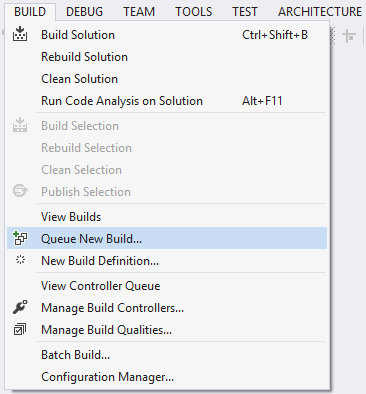 BUILD DEBUG TEAM TOOLS TEST ARCHITECTURE
Build Solution Ctrl+Shift+B
Rebuild Solution
Clean Solution
Run Code Analysis on Solution Alt+F11
Build Selection
Rebuild Selection
Clean Selection
Publish Selection
View Builds
Queue New Build...
New Build Definition...
View Controller Queue
Manage Build Controllers...
Manage Build Qualities...
Batch Build...
Configuration Manager...